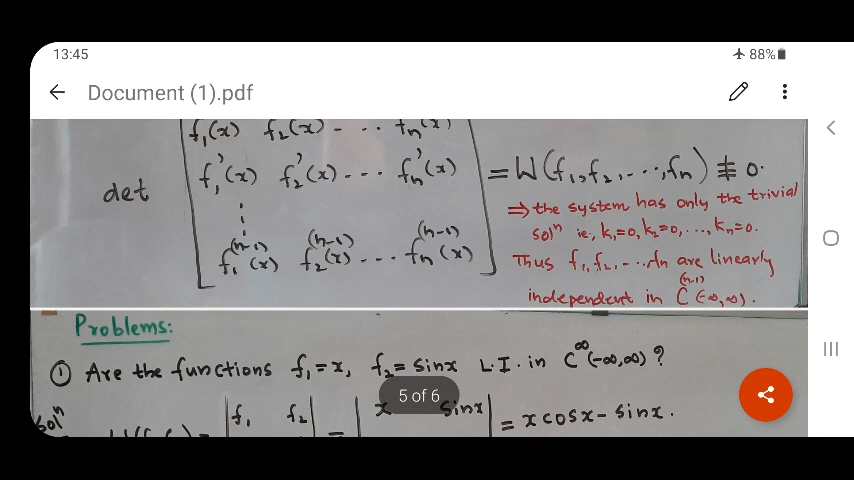 13:45
88%
Document (1).pdf
f₁(x) f₂(x) - . . . fₙ(x)
det f₁'(x) f₂'(x) - . . . fₙ'(x) = W(f₁, f₂, . . ., fₙ) ≢ 0.
⇒ the system has only the trivial
f₁⁽ⁿ⁻¹⁾(x) f₂⁽ⁿ⁻¹⁾(x) . . . fₙ⁽ⁿ⁻¹⁾(x) solⁿ ie., k₁=0, k₂=0, . . ., kₙ=0.
Thus f₁, f₂, - . . ., fn are linearly
independent in C⁽ⁿ⁻¹⁾(-∞,∞).
Problems:
① Are the functions f₁ = x, f₂ = sinx L.I. in C^∞(-∞,∞)?
5 of 6
Solⁿ | f₁ f₂ | = | x sinx | = x cosx - sinx.